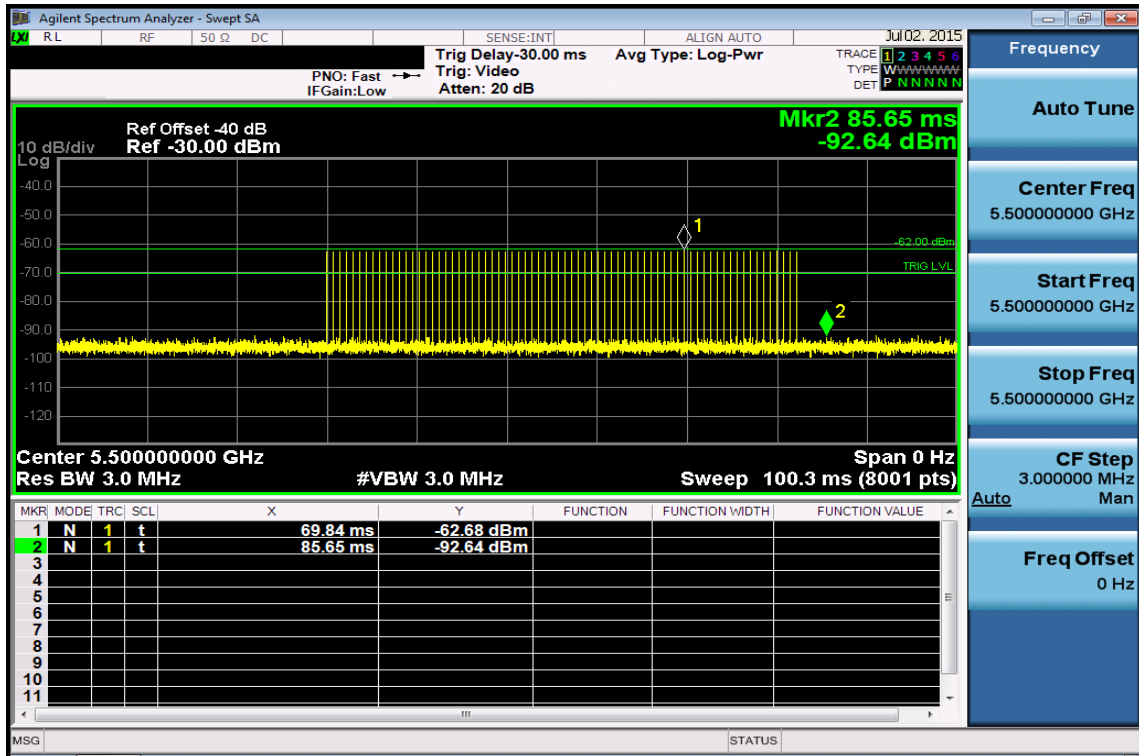 Agilent Spectrum Analyzer - Swept SA
LXI RL RF 50 Ω DC SENSE:INT ALIGN AUTO Jul 02, 2015
PNO: Fast
IFGain:Low
Trig Delay-30.00 ms
Trig: Video
Atten: 20 dB
Avg Type: Log-Pwr
TRACE 1 2 3 4 5 6
TYPE WWWWWWW
DET P N N N N N
10 dB/div
Log
Ref Offset -40 dB
Ref -30.00 dBm
Mkr2 85.65 ms
-92.64 dBm
-40.0
-50.0
-60.0
-70.0
-80.0
-90.0
-100
-110
-120
1
-62.00 dBm
TRIG LVL
2
Center 5.500000000 GHz
Span 0 Hz
Res BW 3.0 MHz
#VBW 3.0 MHz
Sweep 100.3 ms (8001 pts)
MKR MODE TRC SCL X Y FUNCTION FUNCTION WIDTH FUNCTION VALUE
1 N 1 t 69.84 ms -62.68 dBm
2 N 1 t 85.65 ms -92.64 dBm
3
4
5
6
7
8
9
10
11
MSG
STATUS
Frequency
Auto Tune
Center Freq
5.500000000 GHz
Start Freq
5.500000000 GHz
Stop Freq
5.500000000 GHz
CF Step
3.000000 MHz
Auto Man
Freq Offset
0 Hz